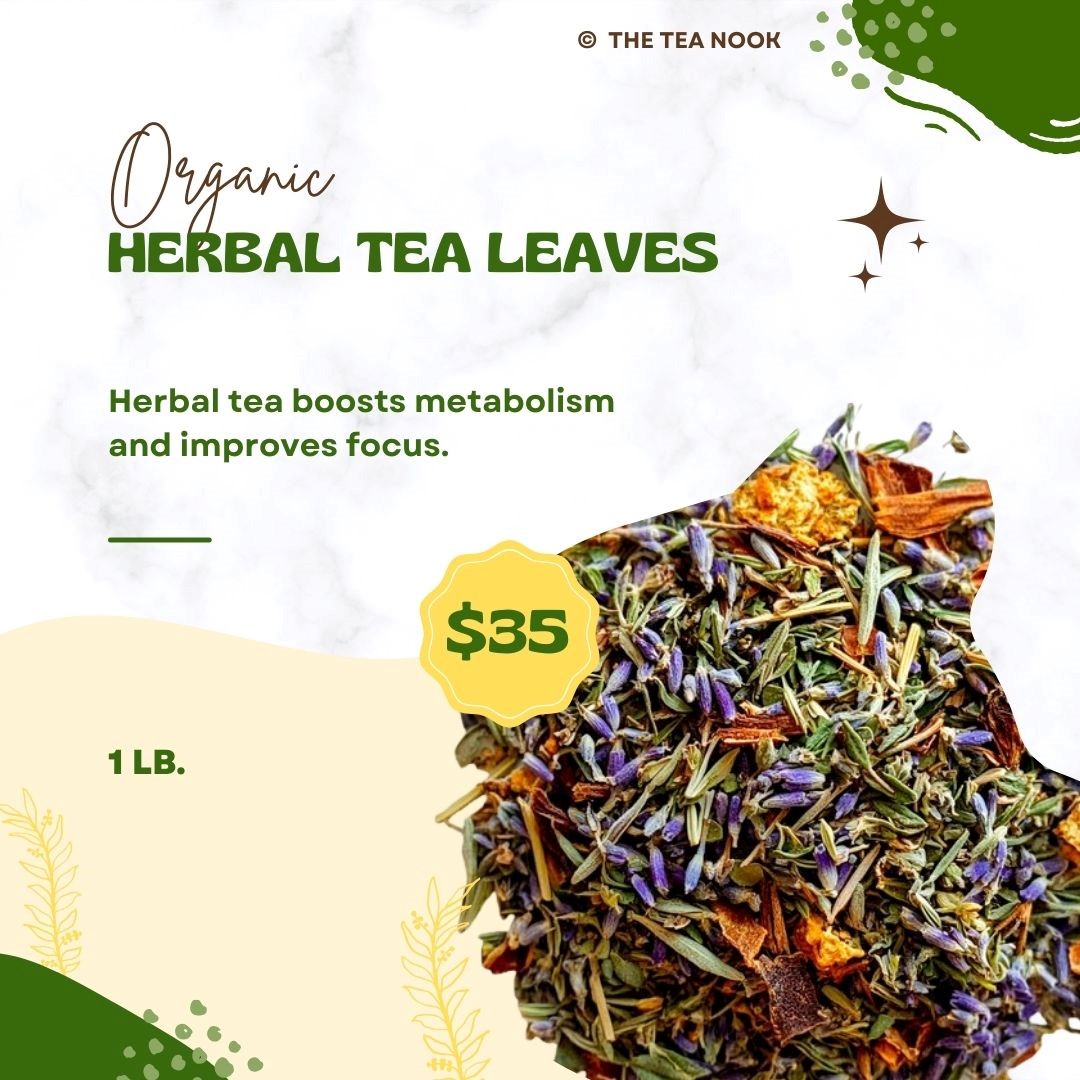 © THE TEA NOOK
Organic
HERBAL TEA LEAVES
Herbal tea boosts metabolism
and improves focus.
$35
1 LB.